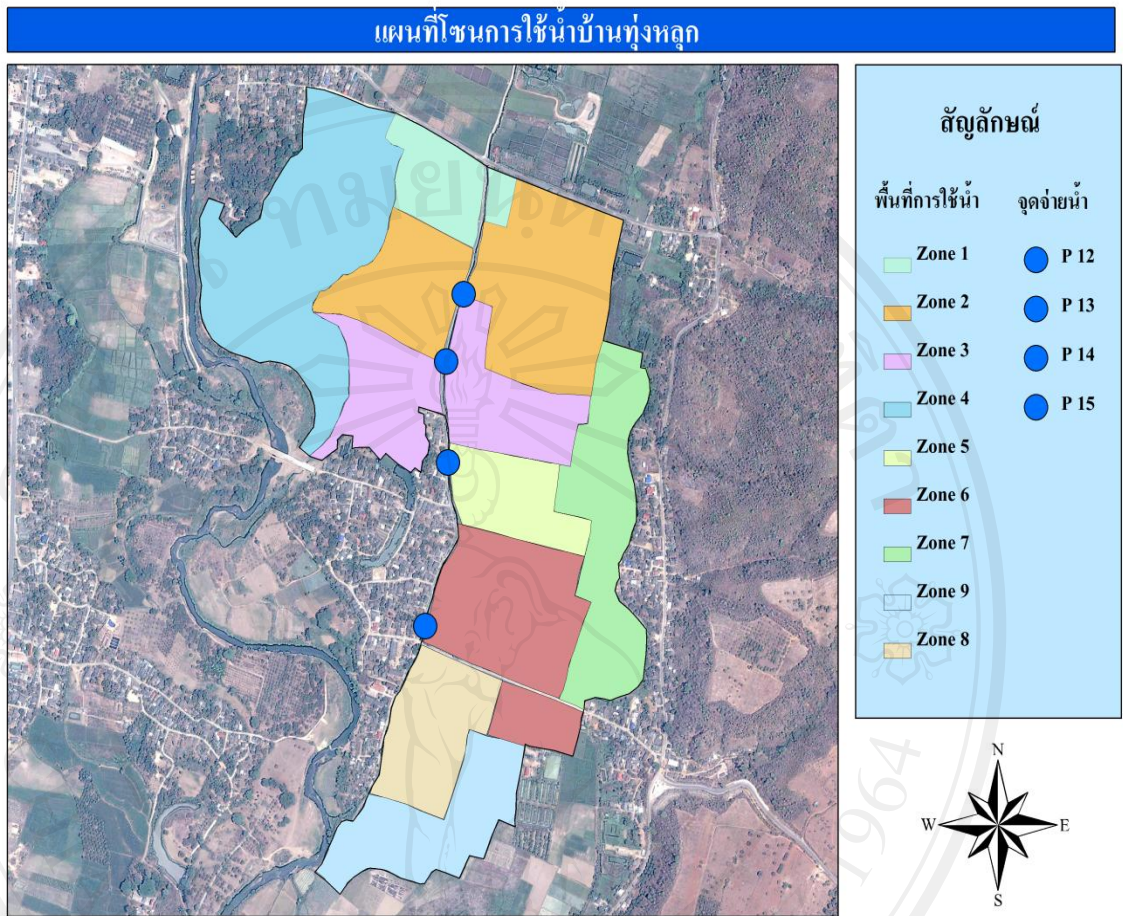 แผนที่โซนการใช้น้ำบ้านทุ่งหลุก
สัญลักษณ์
พื้นที่การใช้น้ำ
จุดจ่ายน้ำ
Zone 1
Zone 2
Zone 3
Zone 4
Zone 5
Zone 6
Zone 7
Zone 9
Zone 8
P 12
P 13
P 14
P 15
N
W
E
S
1964